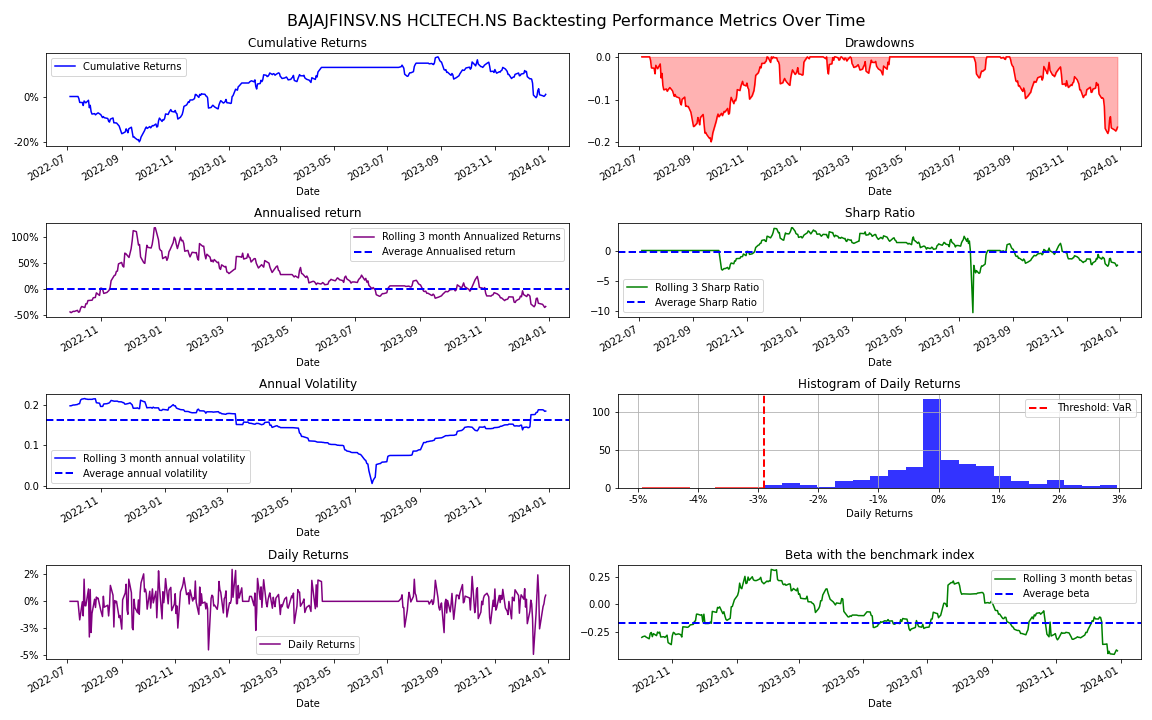 BAJAJFINSV.NS HCLTECH.NS Backtesting Performance Metrics Over Time
Cumulative Returns
Cumulative Returns
0%
-20%
2022-07 2022-09 2022-11 2023-01 2023-03 2023-05 2023-07 2023-09 2023-11 2024-01
Date
Drawdowns
0.0
−0.1
−0.2
2022-07 2022-09 2022-11 2023-01 2023-03 2023-05 2023-07 2023-09 2023-11 2024-01
Date
Annualised return
Rolling 3 month Annualized Returns
Average Annualised return
100%
50%
0%
-50%
2022-11 2023-01 2023-03 2023-05 2023-07 2023-09 2023-11 2024-01
Date
Sharp Ratio
0
−5
−10
Rolling 3 Sharp Ratio
Average Sharp Ratio
2022-07 2022-09 2022-11 2023-01 2023-03 2023-05 2023-07 2023-09 2023-11 2024-01
Date
Annual Volatility
0.2
0.1
0.0
Rolling 3 month annual volatility
Average annual volatility
2022-11 2023-01 2023-03 2023-05 2023-07 2023-09 2023-11 2024-01
Date
Histogram of Daily Returns
Threshold: VaR
100
50
0
-5% -4% -3% -2% -1% 0% 1% 2% 3%
Daily Returns
Daily Returns
2%
0%
-3%
-5%
Daily Returns
2022-07 2022-09 2022-11 2023-01 2023-03 2023-05 2023-07 2023-09 2023-11 2024-01
Date
Beta with the benchmark index
Rolling 3 month betas
Average beta
0.25
0.00
−0.25
2022-11 2023-01 2023-03 2023-05 2023-07 2023-09 2023-11 2024-01
Date